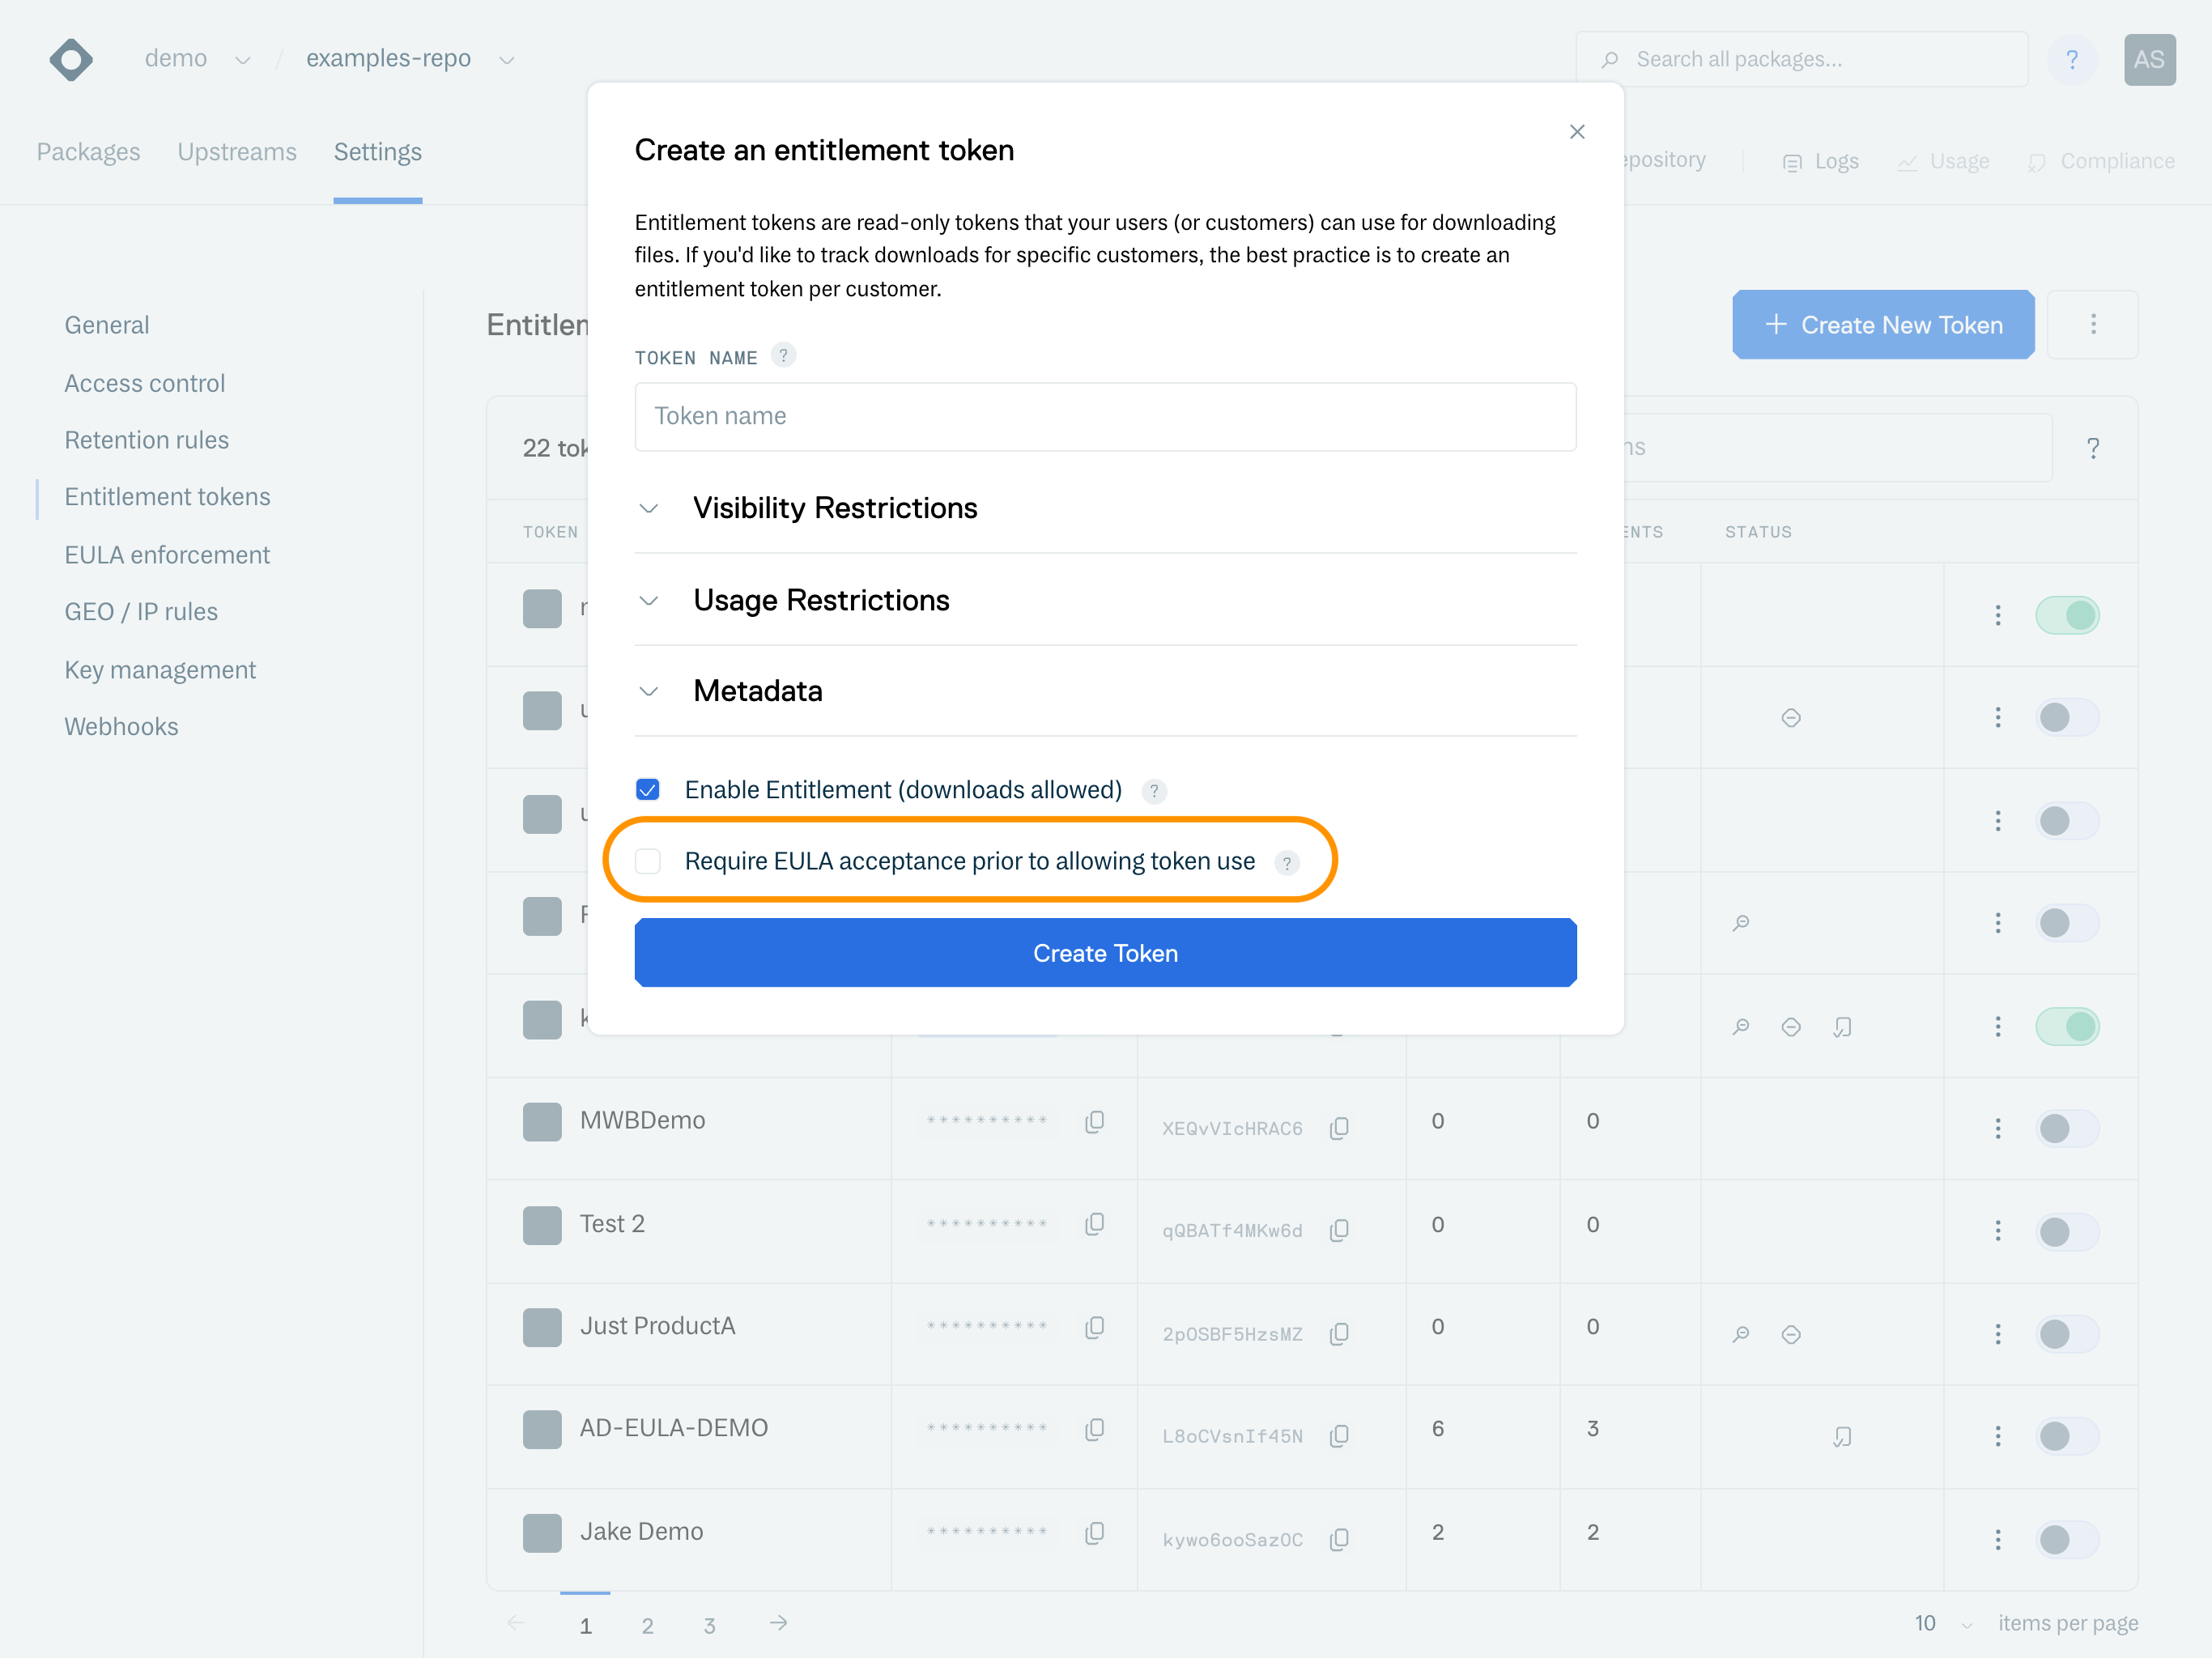 demo / examples-repo
Search all packages...
?
AS
Packages Upstreams Settings
epository
Logs
Usage
Compliance
General
Access control
Retention rules
Entitlement tokens
EULA enforcement
GEO / IP rules
Key management
Webhooks
Create New Token
22 tok
?
TOKEN
ENTS
STATUS
Create an entitlement token
Entitlement tokens are read-only tokens that your users (or customers) can use for downloading
files. If you'd like to track downloads for specific customers, the best practice is to create an
entitlement token per customer.
TOKEN NAME ?
Token name
Visibility Restrictions
Usage Restrictions
Metadata
Enable Entitlement (downloads allowed) ?
Require EULA acceptance prior to allowing token use ?
Create Token
MWBDemo ********** XEQvVIcHRAC6 0 0
Test 2 ********** qQBATf4MKw6d 0 0
Just ProductA ********** 2pOSBF5HzsMZ 0 0
AD-EULA-DEMO ********** L8oCVsnIf45N 6 3
Jake Demo ********** kywo6ooSazOC 2 2
1 2 3
10 items per page